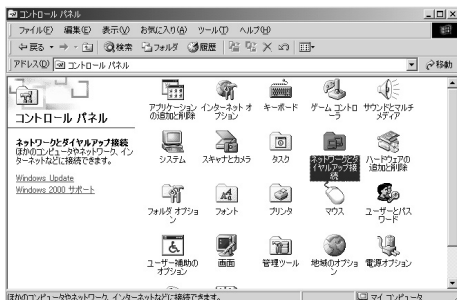 コントロール パネル
ファイル(F) 編集(E) 表示(V) お気に入り(A) ツール(T) ヘルプ(H)
戻る 検索 フォルダ 履歴
アドレス(D) コントロール パネル 移動
コントロール パネル
ネットワークとダイヤルアップ接続
ほかのコンピュータやネットワーク、イン
ターネットなどに接続できます。
Windows Update
Windows 2000 サポート
アプリケーション
の追加と削除
インターネット オ
プション
キーボード
ゲーム コントロ
ーラ
サウンドとマルチ
メディア
システム
スキャナとカメラ
タスク
ネットワークとダ
イヤルアップ接
続
ハードウェアの
追加と削除
フォルダ オプショ
ン
フォント
プリンタ
マウス
ユーザーとパス
ワード
ユーザー補助の
オプション
画面
管理ツール
地域のオプショ
ン
電源オプション
ほかのコンピュータやネットワーク、インターネットなどに接続できます。 マイ コンピュータ